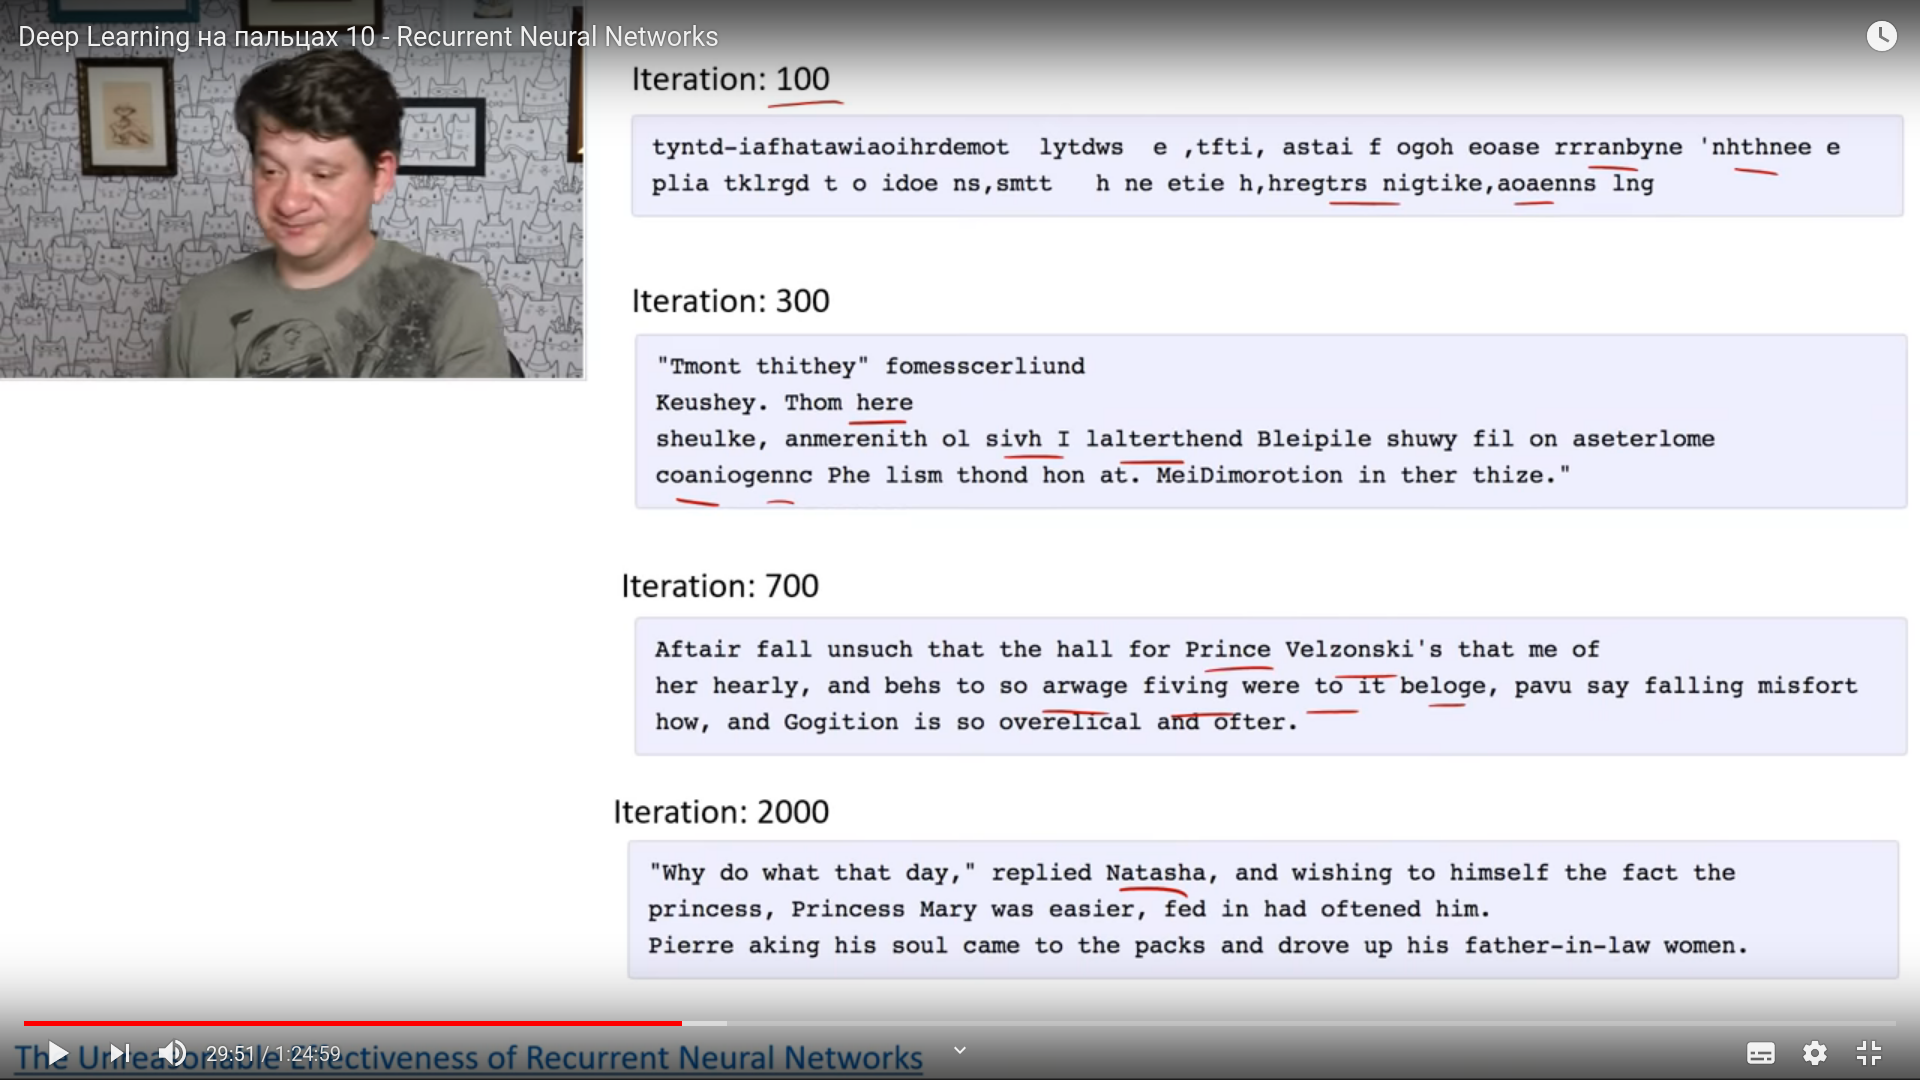 Deep Learning на пальцах 10 - Recurrent Neural Networks
Iteration: 100
tyntd-iafhatawiaoihrdemot  lytdws  e ,tfti, astai f ogoh eoase rrranbyne 'nhthnee e
plia tklrgd t o idoe ns,smtt   h ne etie h,hregtrs nigtike,aoaenns lng
Iteration: 300
"Tmont thithey" fomesscerliund
Keushey. Thom here
sheulke, anmerenith ol sivh I lalterthend Bleipile shuwy fil on aseterlome
coaniogennc Phe lism thond hon at. MeiDimorotion in ther thize."
Iteration: 700
Aftair fall unsuch that the hall for Prince Velzonski's that me of
her hearly, and behs to so arwage fiving were to it beloge, pavu say falling misfort
how, and Gogition is so overelical and ofter.
Iteration: 2000
"Why do what that day," replied Natasha, and wishing to himself the fact the
princess, Princess Mary was easier, fed in had oftened him.
Pierre aking his soul came to the packs and drove up his father-in-law women.
29:51 / 1:24:59
The Unreasonable Effectiveness of Recurrent Neural Networks